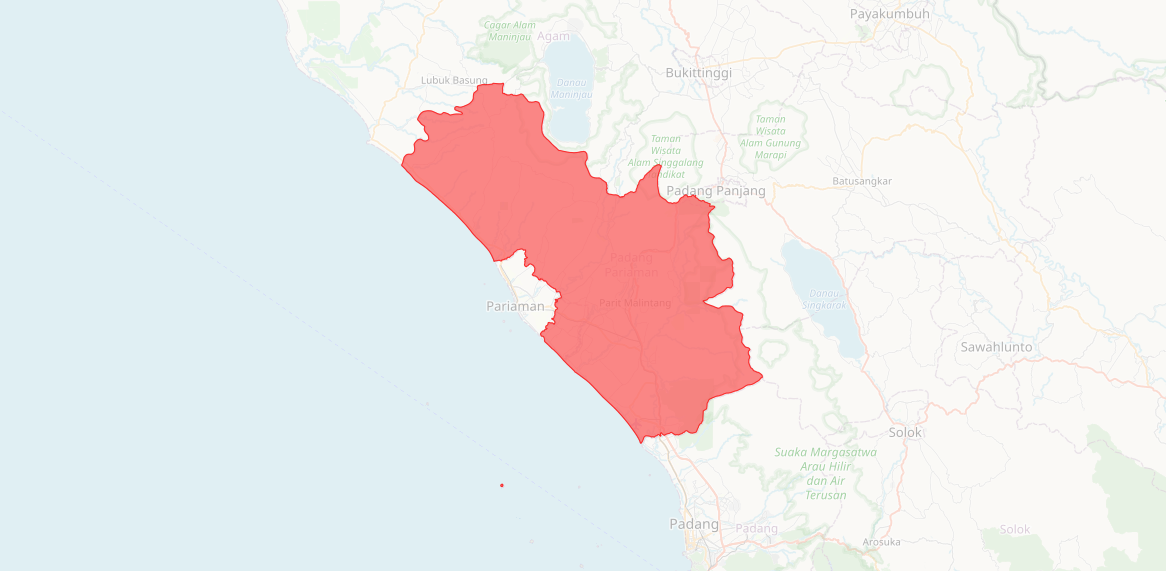 Payakumbuh
Cagar Alam
Maninjau
Agam
Bukittinggi
Lubuk Basung
Danau
Maninjau
Taman
Wisata
Alam Gunung
Marapi
Taman
Wisata
Alam Singgalang
Padang Panjang
Batusangkar
Padang
Pariaman
Parit Malintang
Danau
Singkarak
Pariaman
Sawahlunto
Solok
Suaka Margasatwa
Arau Hilir
dan Air
Terusan
Padang
Padang
Solok
Arosuka